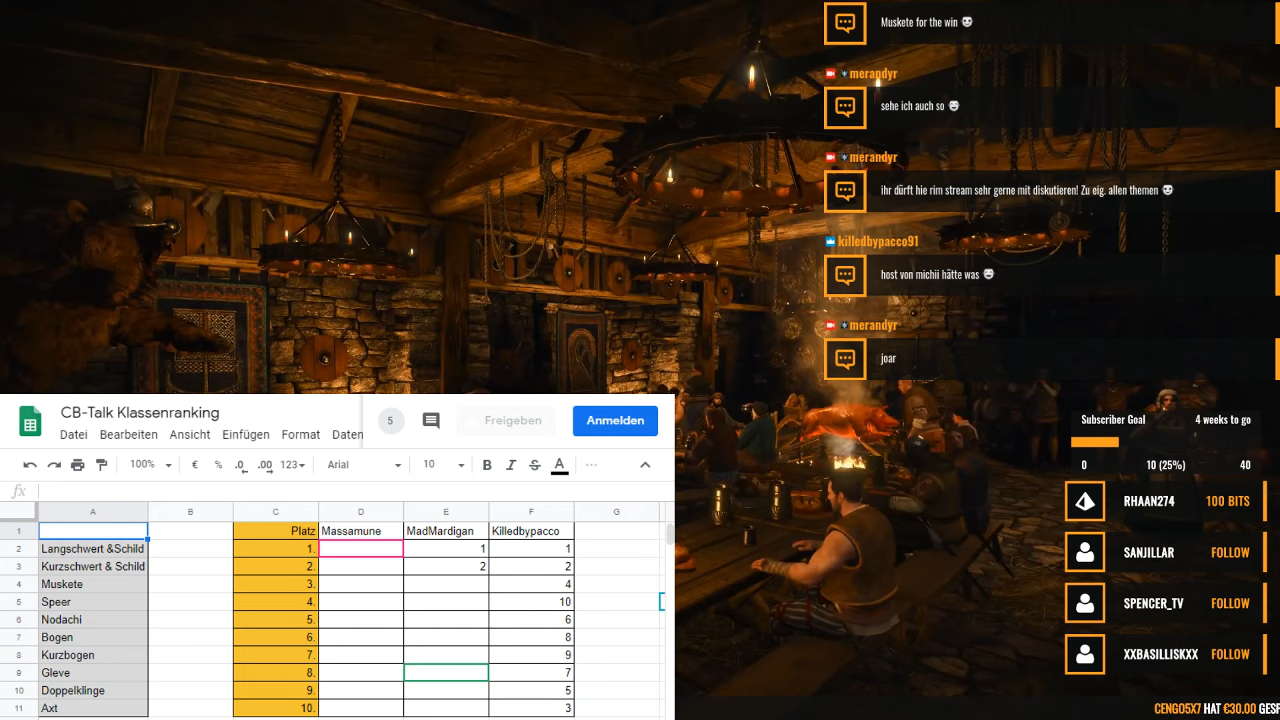 Muskete for the win
merandyr
sehe ich auch so
merandyr
ihr dürft hie rim stream sehr gerne mit diskutieren! Zu eig. allen themen
killedbypacco91
host von michii hätte was
merandyr
joar
CB-Talk Klassenranking
Datei Bearbeiten Ansicht Einfügen Format Daten
5
Freigeben
Anmelden
100% € % .0 .00 123 Arial 10 B I S A ...
fx
A B C D E F G
1 Platz Massamune MadMardigan Killedbypacco
2 Langschwert &Schild 1. 1 1
3 Kurzschwert & Schild 2. 2 2
4 Muskete 3. 4
5 Speer 4. 10
6 Nodachi 5. 6
7 Bogen 6. 8
8 Kurzbogen 7. 9
9 Gleve 8. 7
10 Doppelklinge 9. 5
11 Axt 10. 3
Subscriber Goal 4 weeks to go
0 10 (25%) 40
RHAAN274 100 BITS
SANJILLAR FOLLOW
SPENCER_TV FOLLOW
XXBASILLISKXX FOLLOW
CENGO5X7 HAT €30.00